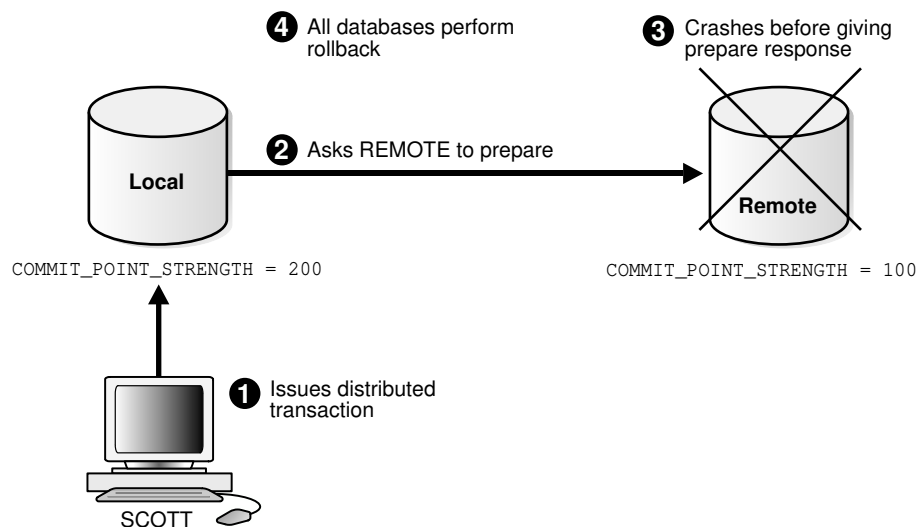 4 All databases perform
rollback
3 Crashes before giving
prepare response
2 Asks REMOTE to prepare
Local
Remote
COMMIT_POINT_STRENGTH = 200
COMMIT_POINT_STRENGTH = 100
1 Issues distributed
transaction
SCOTT